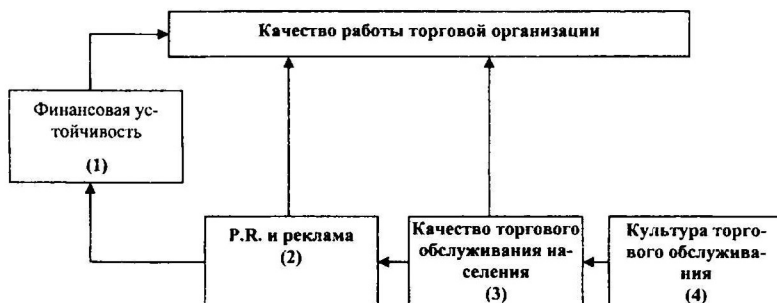 Качество работы торговой организации
Финансовая ус-
тойчивость
(1)
P.R. и реклама
(2)
Качество торгового
обслуживания на-
селения
(3)
Культура торго-
вого обслужива-
ния
(4)